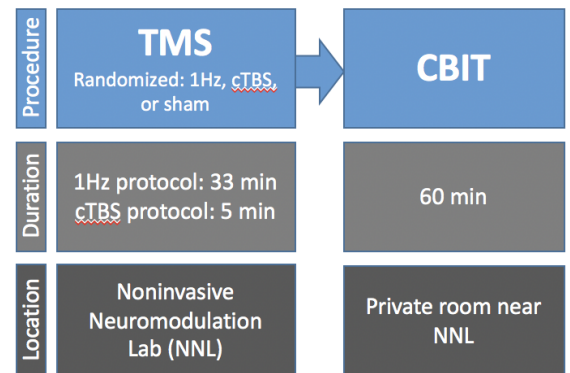 Procedure
TMS
Randomized: 1Hz, cTBS,
or sham
CBIT
Duration
1Hz protocol: 33 min
cTBS protocol: 5 min
60 min
Location
Noninvasive
Neuromodulation
Lab (NNL)
Private room near
NNL